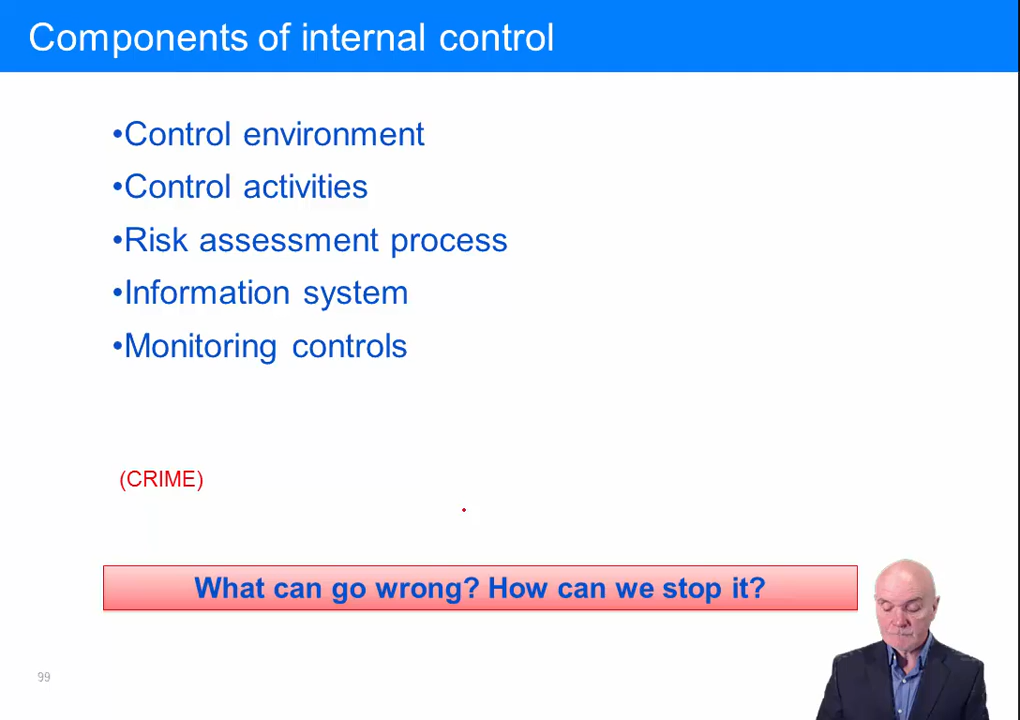 Components of internal control
•Control environment
•Control activities
•Risk assessment process
•Information system
•Monitoring controls
(CRIME)
What can go wrong? How can we stop it?
99